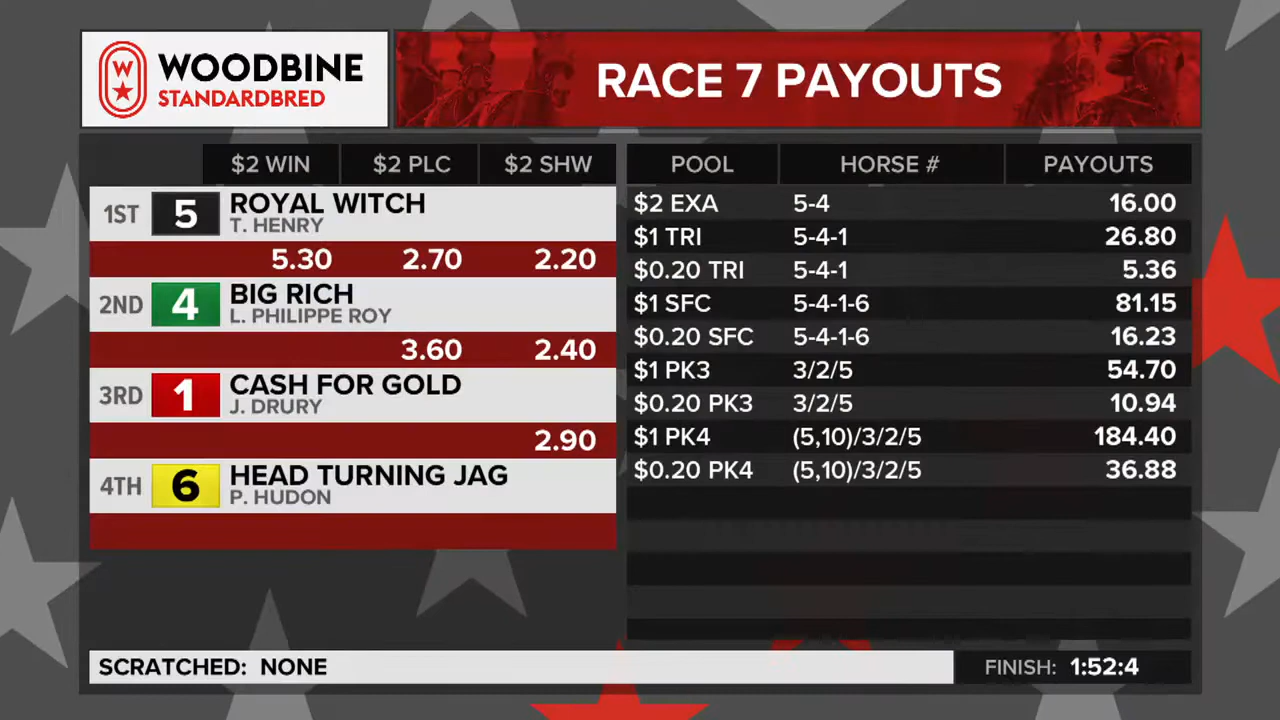 W
WOODBINE
STANDARDBRED
RACE 7 PAYOUTS
$2 WIN $2 PLC $2 SHW
1ST 5 ROYAL WITCH
T. HENRY
5.30 2.70 2.20
2ND 4 BIG RICH
L. PHILIPPE ROY
3.60 2.40
3RD 1 CASH FOR GOLD
J. DRURY
2.90
4TH 6 HEAD TURNING JAG
P. HUDON
POOL HORSE # PAYOUTS
$2 EXA 5-4 16.00
$1 TRI 5-4-1 26.80
$0.20 TRI 5-4-1 5.36
$1 SFC 5-4-1-6 81.15
$0.20 SFC 5-4-1-6 16.23
$1 PK3 3/2/5 54.70
$0.20 PK3 3/2/5 10.94
$1 PK4 (5,10)/3/2/5 184.40
$0.20 PK4 (5,10)/3/2/5 36.88
SCRATCHED: NONE
FINISH: 1:52:4